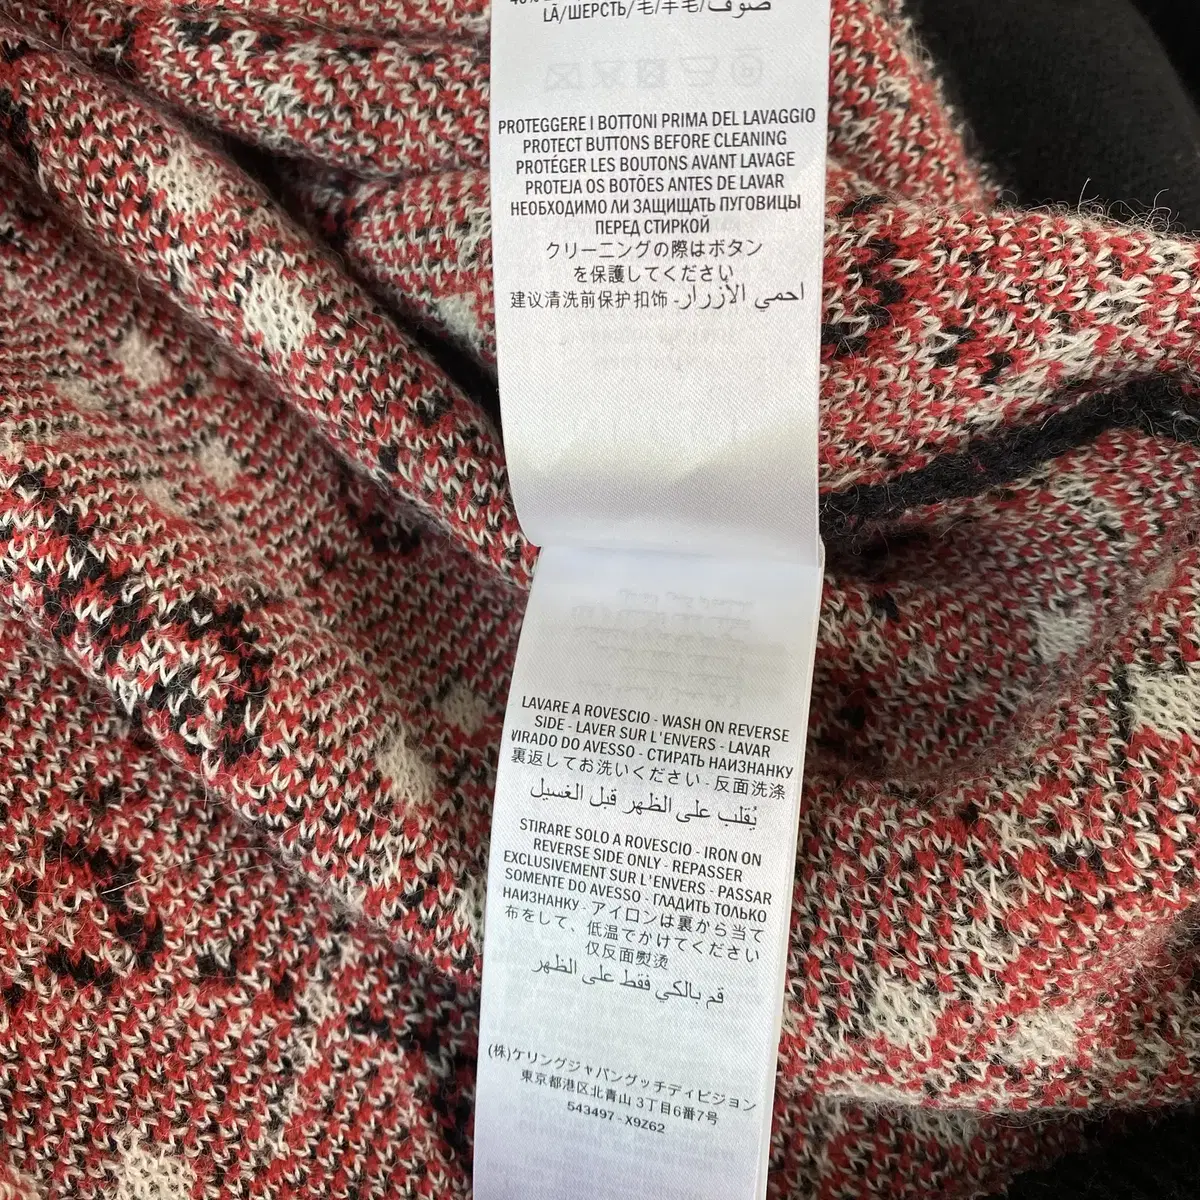 LÃ/ШЕРСТЬ/毛/羊毛/صوف
PROTEGGERE I BOTTONI PRIMA DEL LAVAGGIO
PROTECT BUTTONS BEFORE CLEANING
PROTÉGER LES BOUTONS AVANT LAVAGE
PROTEJA OS BOTÕES ANTES DE LAVAR
НЕОБХОДИМО ЛИ ЗАЩИЩАТЬ ПУГОВИЦЫ
ПЕРЕД СТИРКОЙ
クリーニングの際はボタン
を保護してください
建议清洗前保护扣饰-احمي الأزرار
LAVARE A ROVESCIO - WASH ON REVERSE
SIDE - LAVER SUR L'ENVERS - LAVAR
VIRADO DO AVESSO - СТИРАТЬ НАИЗНАНКУ
裏返してお洗いください - 反面洗涤
يُقلب على الظهر قبل الغسيل
STIRARE SOLO A ROVESCIO - IRON ON
REVERSE SIDE ONLY - REPASSER
EXCLUSIVEMENT SUR L'ENVERS - PASSAR
SOMENTE DO AVESSO - ГЛАДИТЬ ТОЛЬКО
НАИЗНАНКУ - アイロンは裏から当て
布をして、低温でかけてください
仅反面熨烫
قم بالكي فقط على الظهر
(株)ケリングジャパングッチディビジョン
東京都港区北青山 3丁目6番7号
543497 - X9Z62